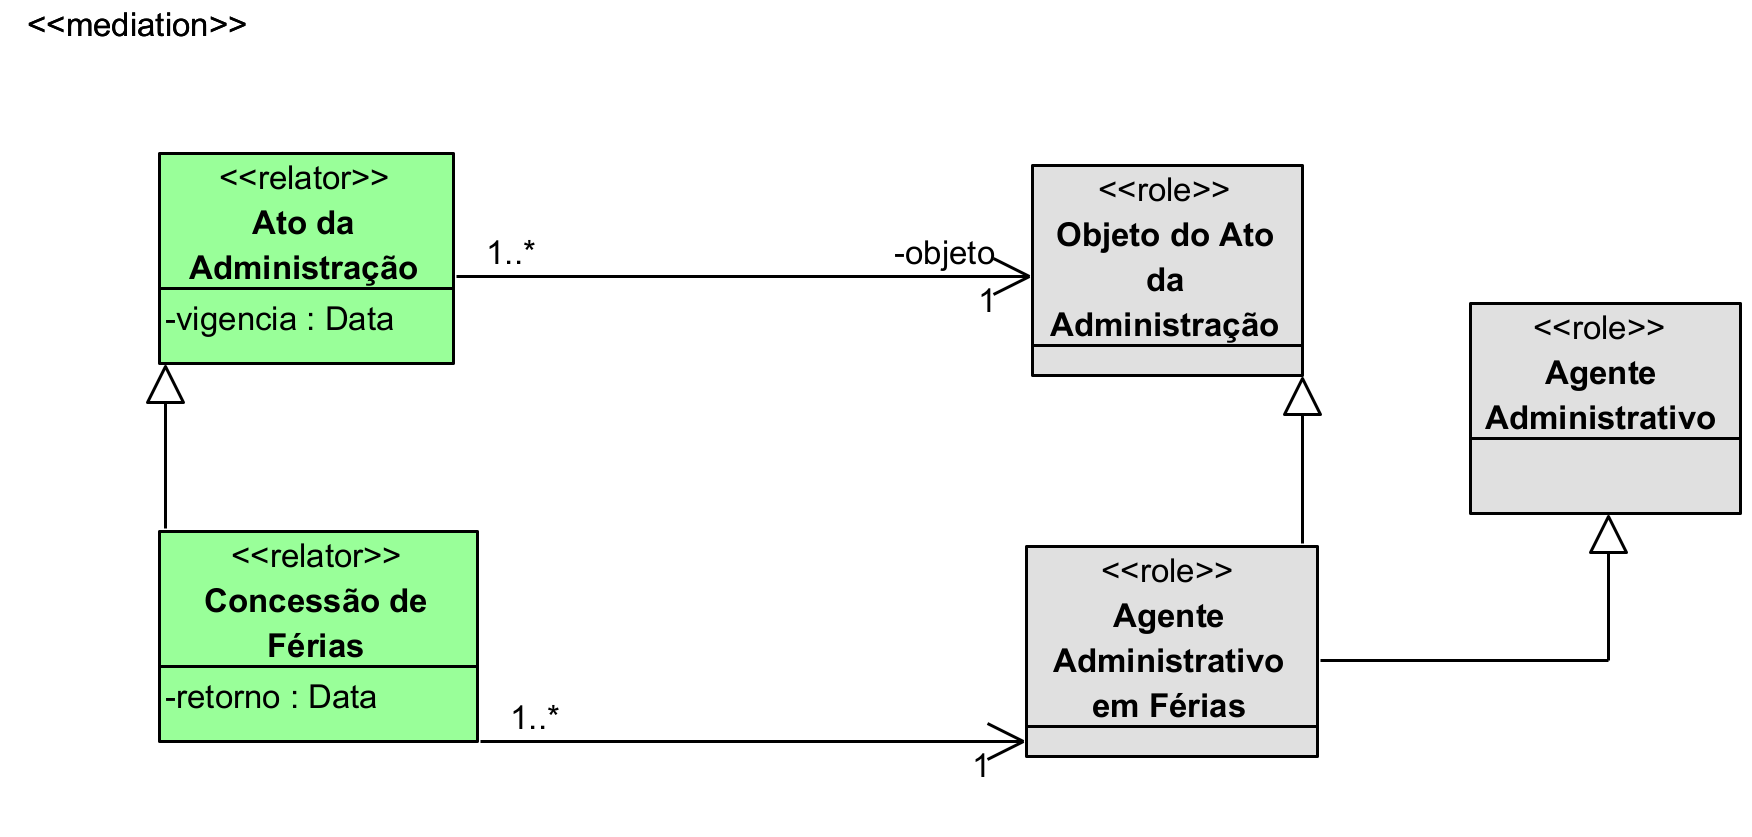 <<mediation>>
<<relator>>
Ato da
Administração
-vigencia : Data
1..*
-objeto
1
<<role>>
Objeto do Ato
da
Administração
<<role>>
Agente
Administrativo
<<relator>>
Concessão de
Férias
-retorno : Data
1..*
1
<<role>>
Agente
Administrativo
em Férias